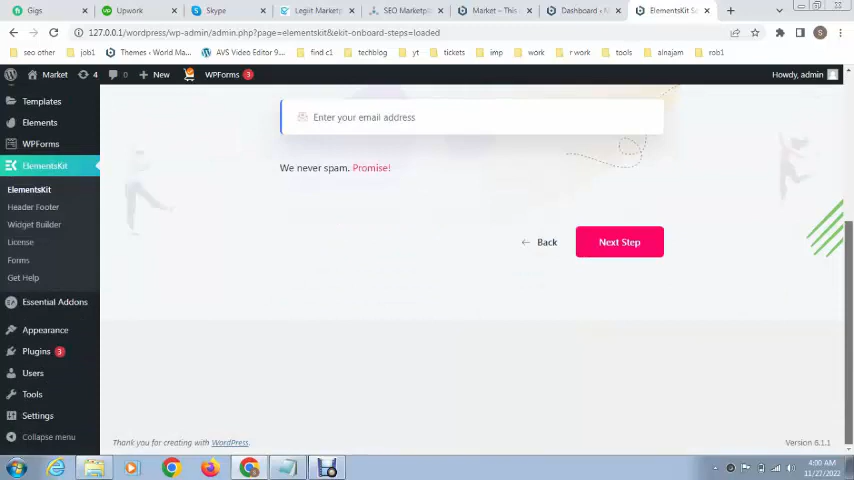 Gigs
Upwork
Skype
Legiit Marketp
SEO Marketpl
Market – This
Dashboard ‹ M
ElementsKit Se
127.0.0.1/wordpress/wp-admin/admin.php?page=elementskit&ekit-onboard-steps=loaded
S
seo other
job1
Themes ‹ World Ma...
AVS Video Editor 9...
find c1
techblog
yt
tickets
imp
work
r work
tools
alnajam
rob1
Market
4
0
New
WPForms 3
Howdy, admin
Templates
Elements
WPForms
ElementsKit
ElementsKit
Header Footer
Widget Builder
License
Forms
Get Help
Essential Addons
Appearance
Plugins 3
Users
Tools
Settings
Collapse menu
Enter your email address
We never spam. Promise!
← Back
Next Step
Thank you for creating with WordPress.
Version 6.1.1
4:00 AM
11/27/2022